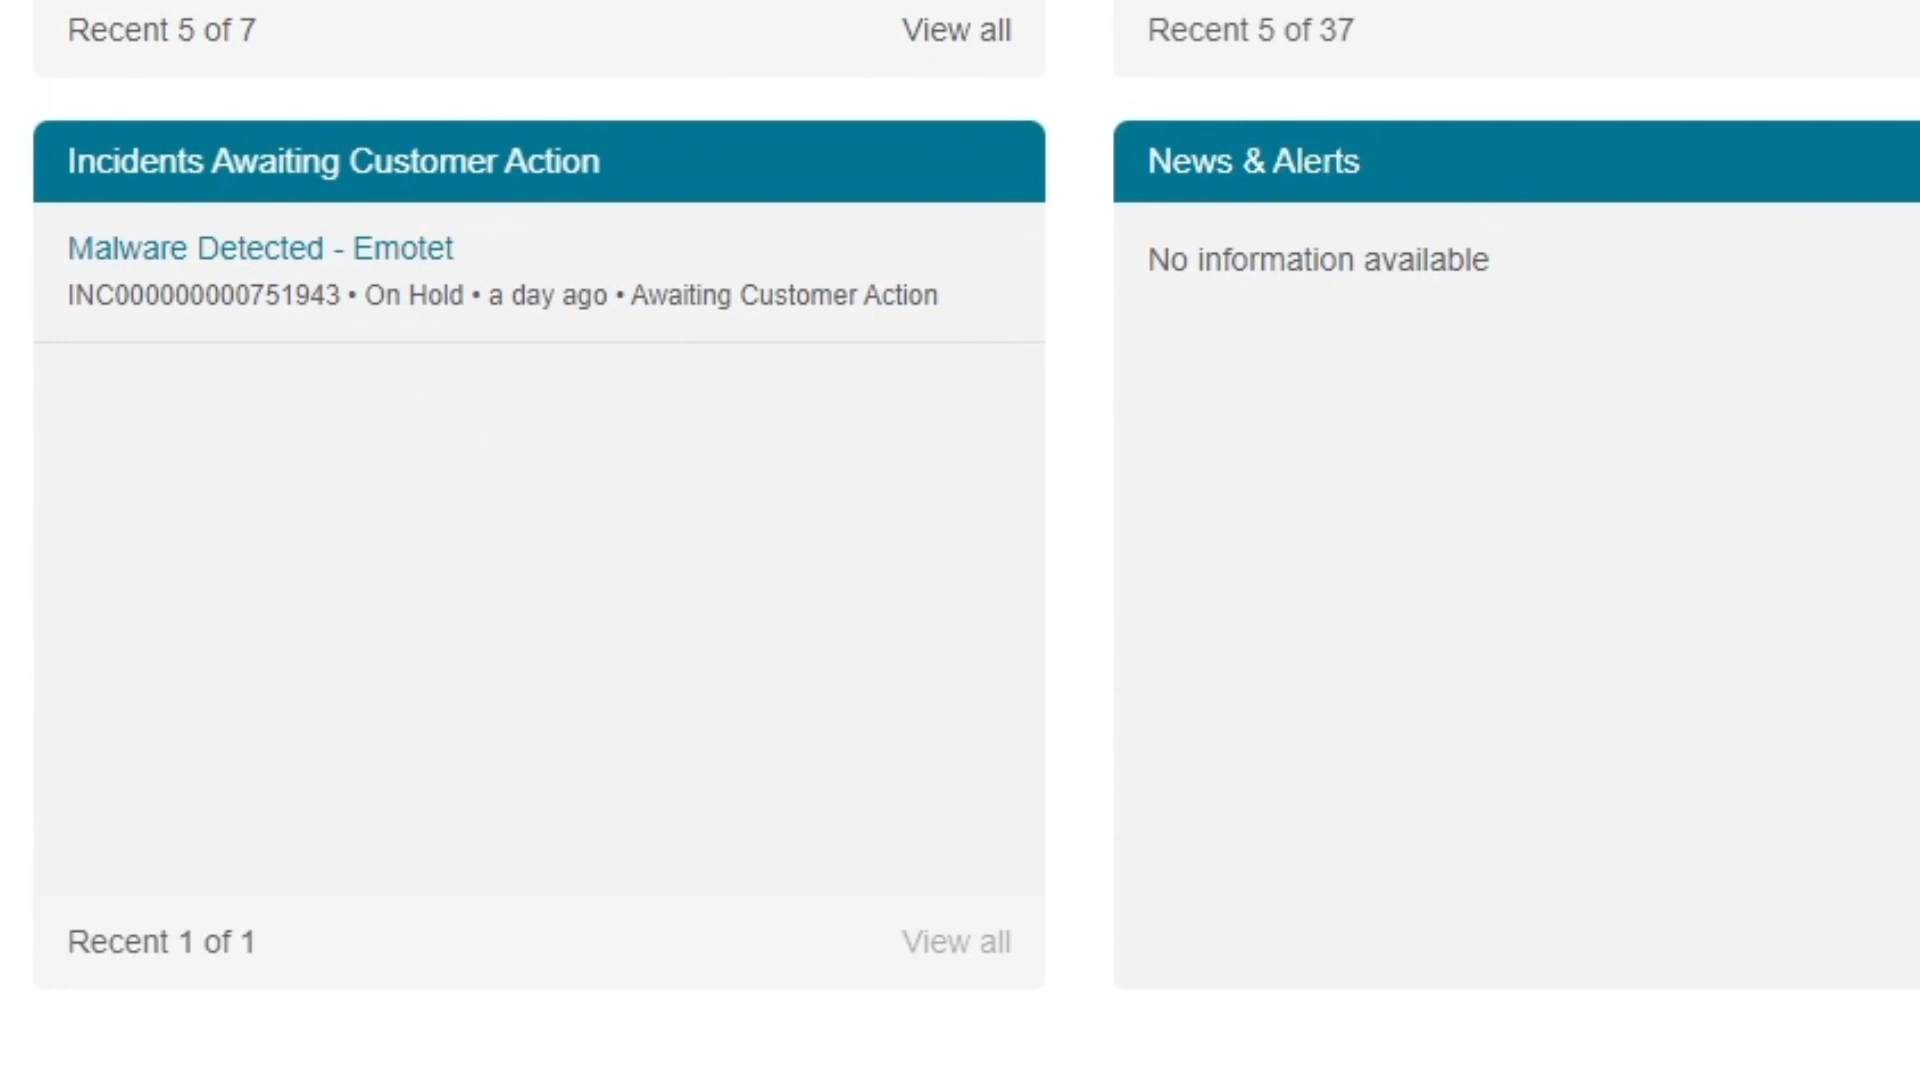 Recent 5 of 7
View all
Recent 5 of 37
Incidents Awaiting Customer Action
Malware Detected - Emotet
INC000000000751943 • On Hold • a day ago • Awaiting Customer Action
Recent 1 of 1
View all
News & Alerts
No information available